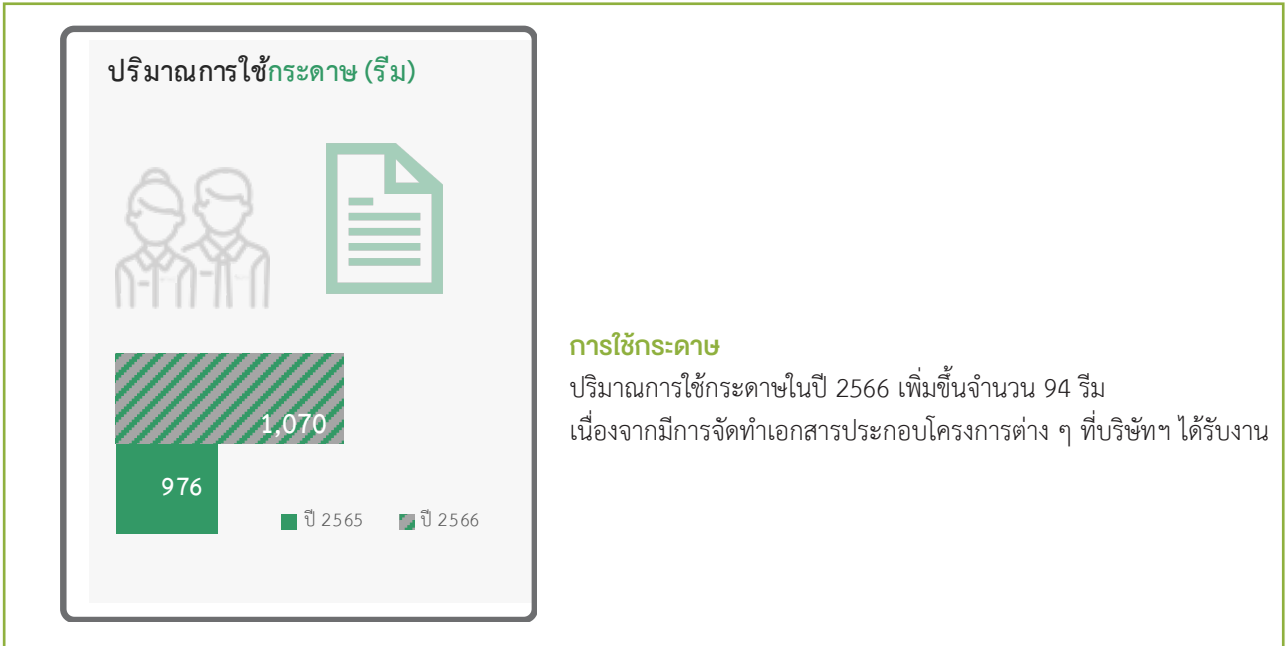 ปริมาณการใช้กระดาษ (รีม)
1,070
976
ปี 2565 ปี 2566
การใช้กระดาษ
ปริมาณการใช้กระดาษในปี 2566 เพิ่มขึ้นจำนวน 94 รีม
เนื่องจากมีการจัดทำเอกสารประกอบโครงการต่าง ๆ ที่บริษัทฯ ได้รับงาน